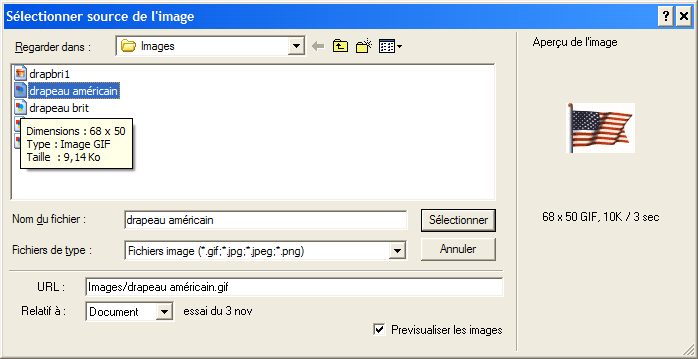 Sélectionner source de l'image
Regarder dans : Images
Aperçu de l'image
drapbri1
drapeau américain
drapeau brit
Dimensions : 68 x 50
Type : Image GIF
Taille : 9,14 Ko
68 x 50 GIF, 10K / 3 sec
Nom du fichier : drapeau américain Sélectionner
Fichiers de type : Fichiers image (*.gif;*.jpg;*.jpeg;*.png) Annuler
URL : Images/drapeau américain.gif
Relatif à : Document essai du 3 nov
Previsualiser les images